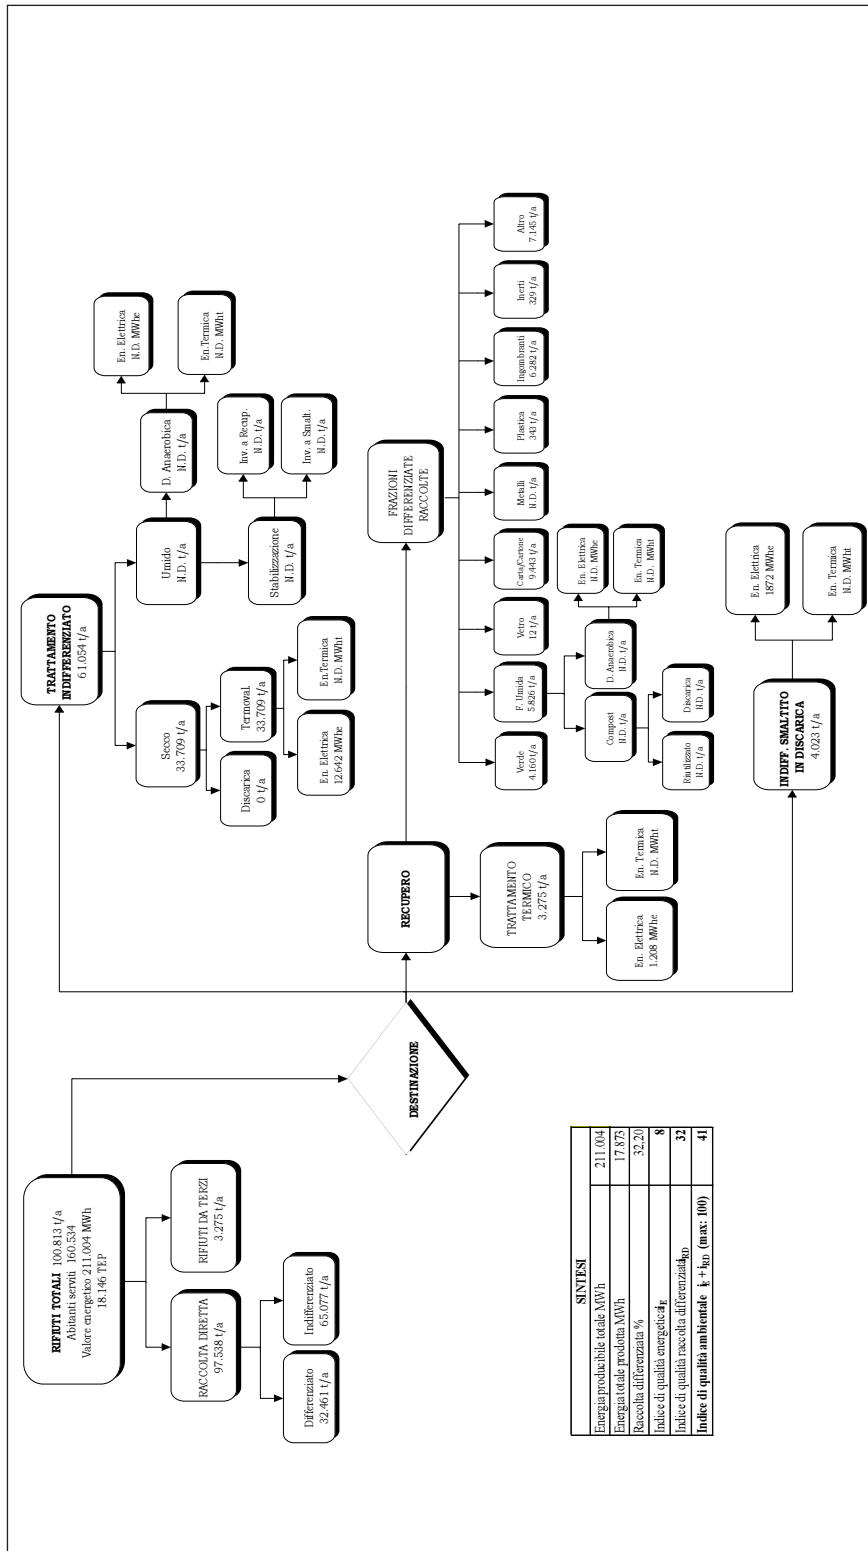 RIFIUTI TOTALI 100.813 t/a
Abitanti serviti 160.534
Valore energetico 211.004 MWh
18.146 TEP
RACCOLTA DIRETTA
97.538 t/a
RIFIUTI DA TERZI
3.275 t/a
Differenziato
32.461 t/a
Indifferenziato
65.077 t/a
DESTINAZIONE
TRATTAMENTO
INDIFFERENZIATO
61.054 t/a
Secco
33.709 t/a
Umido
N.D. t/a
D. Anaerobica
N.D. t/a
En. Elettrica
N.D. MWhe
En.Termica
N.D. MWht
Discarica
0 t/a
Termoval.
33.709 t/a
Stabilizzazione
N.D. t/a
Inv. a Recup.
N.D. t/a
Inv. a Smalt.
N.D. t/a
En. Elettrica
12.642 MWhe
En.Termica
N.D. MWht
RECUPERO
FRAZIONI
DIFFERENZIATE
RACCOLTE
TRATTAMENTO
TERMICO
3.275 t/a
En. Elettrica
1.208 MWhe
En. Termica
N.D. MWht
Verde
4.160 t/a
F. Umida
5.826 t/a
Vetro
12 t/a
Carta/Cartone
9.443 t/a
Metalli
N.D. t/a
Plastica
343 t/a
Ingombranti
6.282 t/a
Inerti
329 t/a
Altro
7.145 t/a
Compost
N.D. t/a
D. Anaerobica
N.D. t/a
En. Elettrica
N.D. MWhe
En. Termica
N.D. MWht
Riutilizzato
N.D. t/a
Discarica
N.D. t/a
INDIFF. SMALTITO
IN DISCARICA
4.023 t/a
En. Elettrica
1872 MWhe
En. Termica
N.D. MWht
SINTESI
Energia producibile totale MWh 211.004
Energia totale prodotta MWh 17.873
Raccolta differenziata % 32,20
Indice di qualità energetica iE 8
Indice di qualità raccolta differenziata iRD 32
Indice di qualità ambientale iE + iRD (max: 100) 41